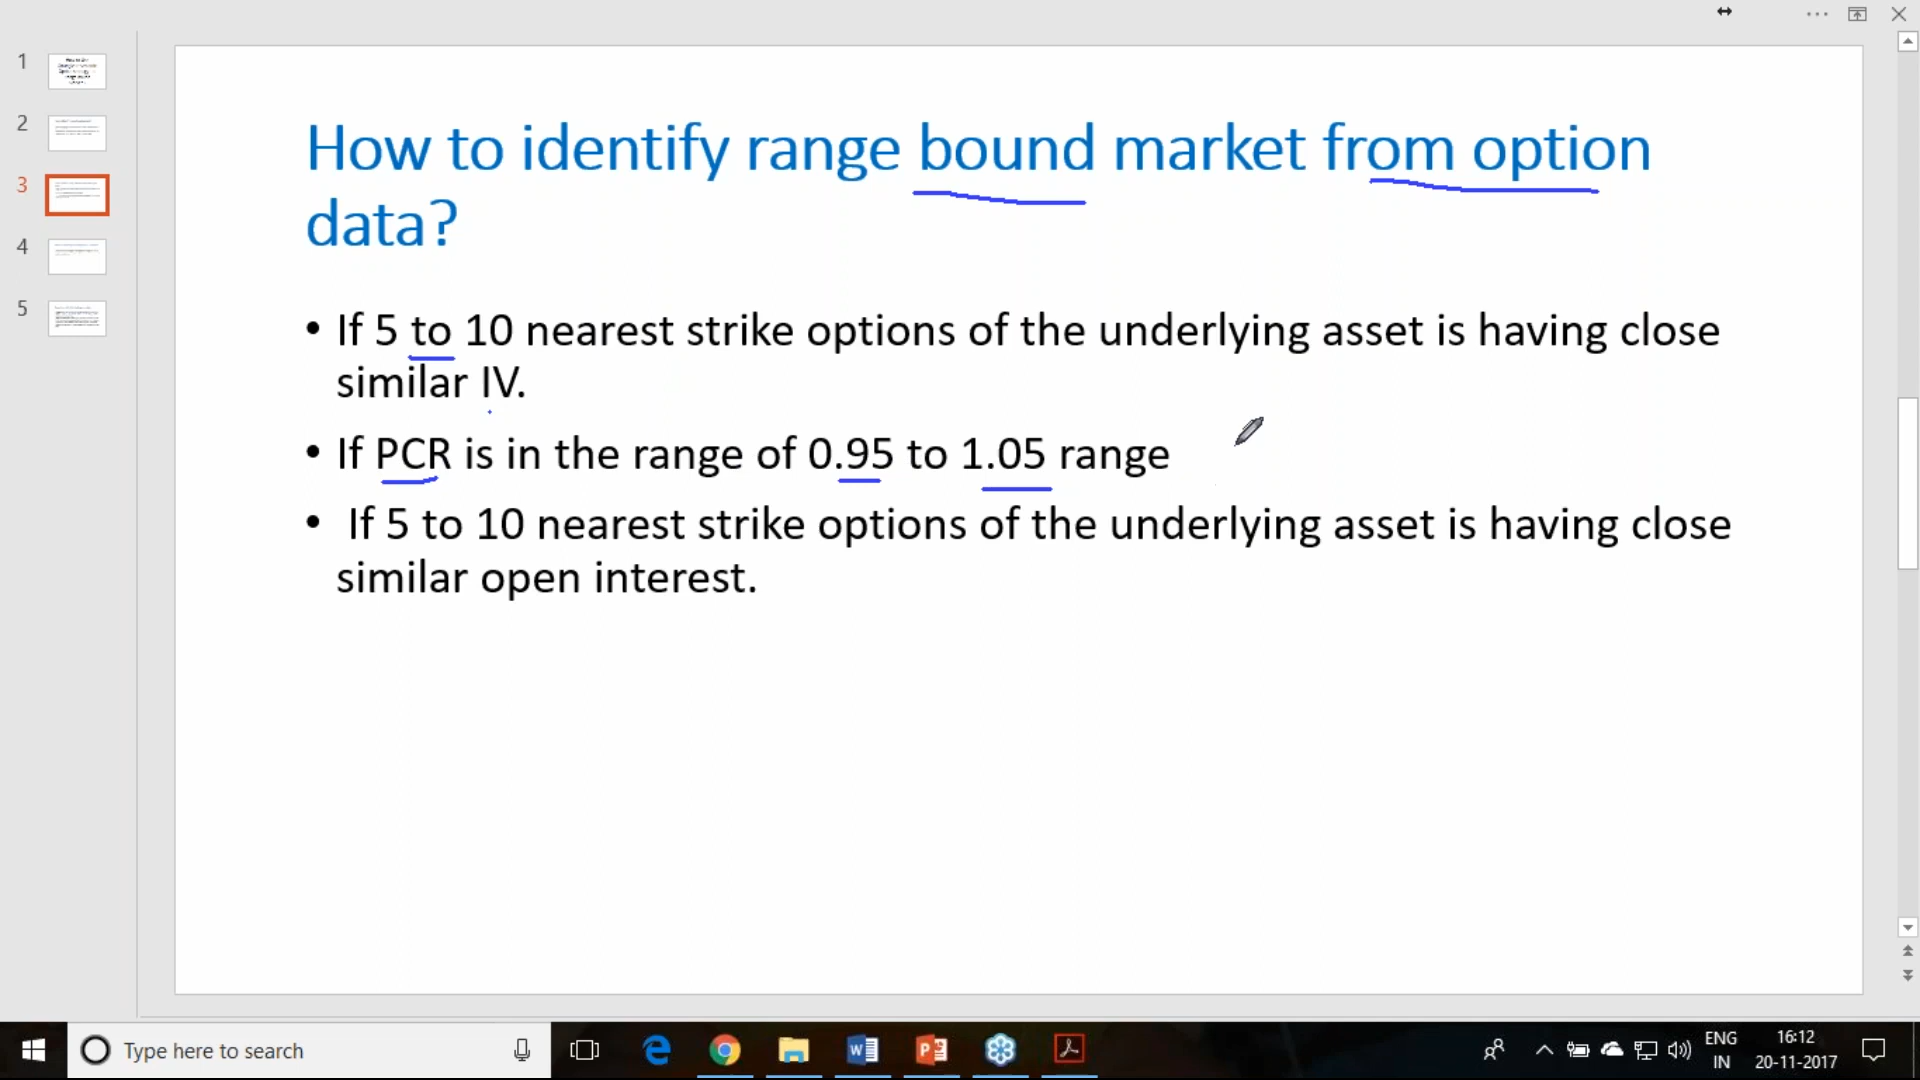 1
2
3
4
5
How to identify range bound market from option
data?
• If 5 to 10 nearest strike options of the underlying asset is having close
similar IV.
• If PCR is in the range of 0.95 to 1.05 range
• If 5 to 10 nearest strike options of the underlying asset is having close
similar open interest.
Type here to search
ENG
IN
16:12
20-11-2017